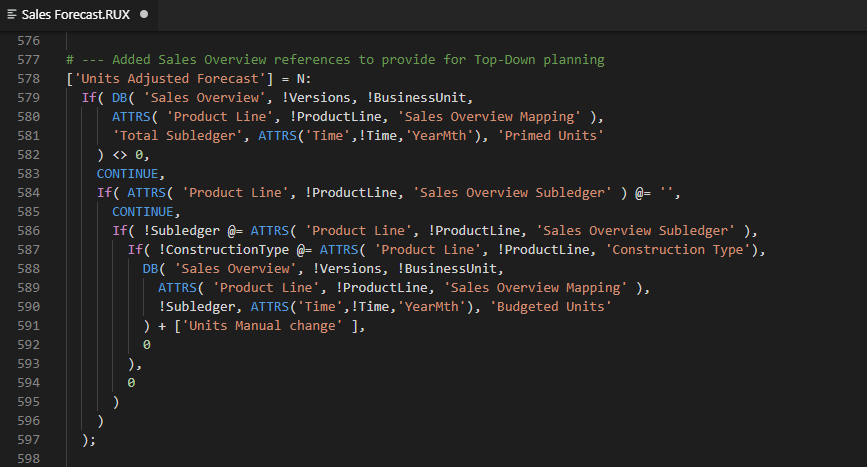 Sales Forecast.RUX
576
577 # --- Added Sales Overview references to provide for Top-Down planning
578 ['Units Adjusted Forecast'] = N:
579 If( DB( 'Sales Overview', !Versions, !BusinessUnit,
580 ATTRS( 'Product Line', !ProductLine, 'Sales Overview Mapping' ),
581 'Total Subledger', ATTRS('Time',!Time,'YearMth'), 'Primed Units'
582 ) <> 0,
583 CONTINUE,
584 If( ATTRS( 'Product Line', !ProductLine, 'Sales Overview Subledger' ) @= '',
585 CONTINUE,
586 If( !Subledger @= ATTRS( 'Product Line', !ProductLine, 'Sales Overview Subledger' ),
587 If( !ConstructionType @= ATTRS( 'Product Line', !ProductLine, 'Construction Type'),
588 DB( 'Sales Overview', !Versions, !BusinessUnit,
589 ATTRS( 'Product Line', !ProductLine, 'Sales Overview Mapping' ),
590 !Subledger, ATTRS('Time',!Time,'YearMth'), 'Budgeted Units'
591 ) + ['Units Manual change' ],
592 0
593 ),
594 0
595 )
596 )
597 );
598